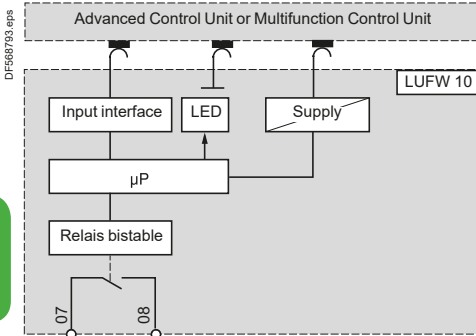 DF568793.eps
Advanced Control Unit or Multifunction Control Unit
LUFW 10
Input interface
LED
Supply
µP
Relais bistable
07
08